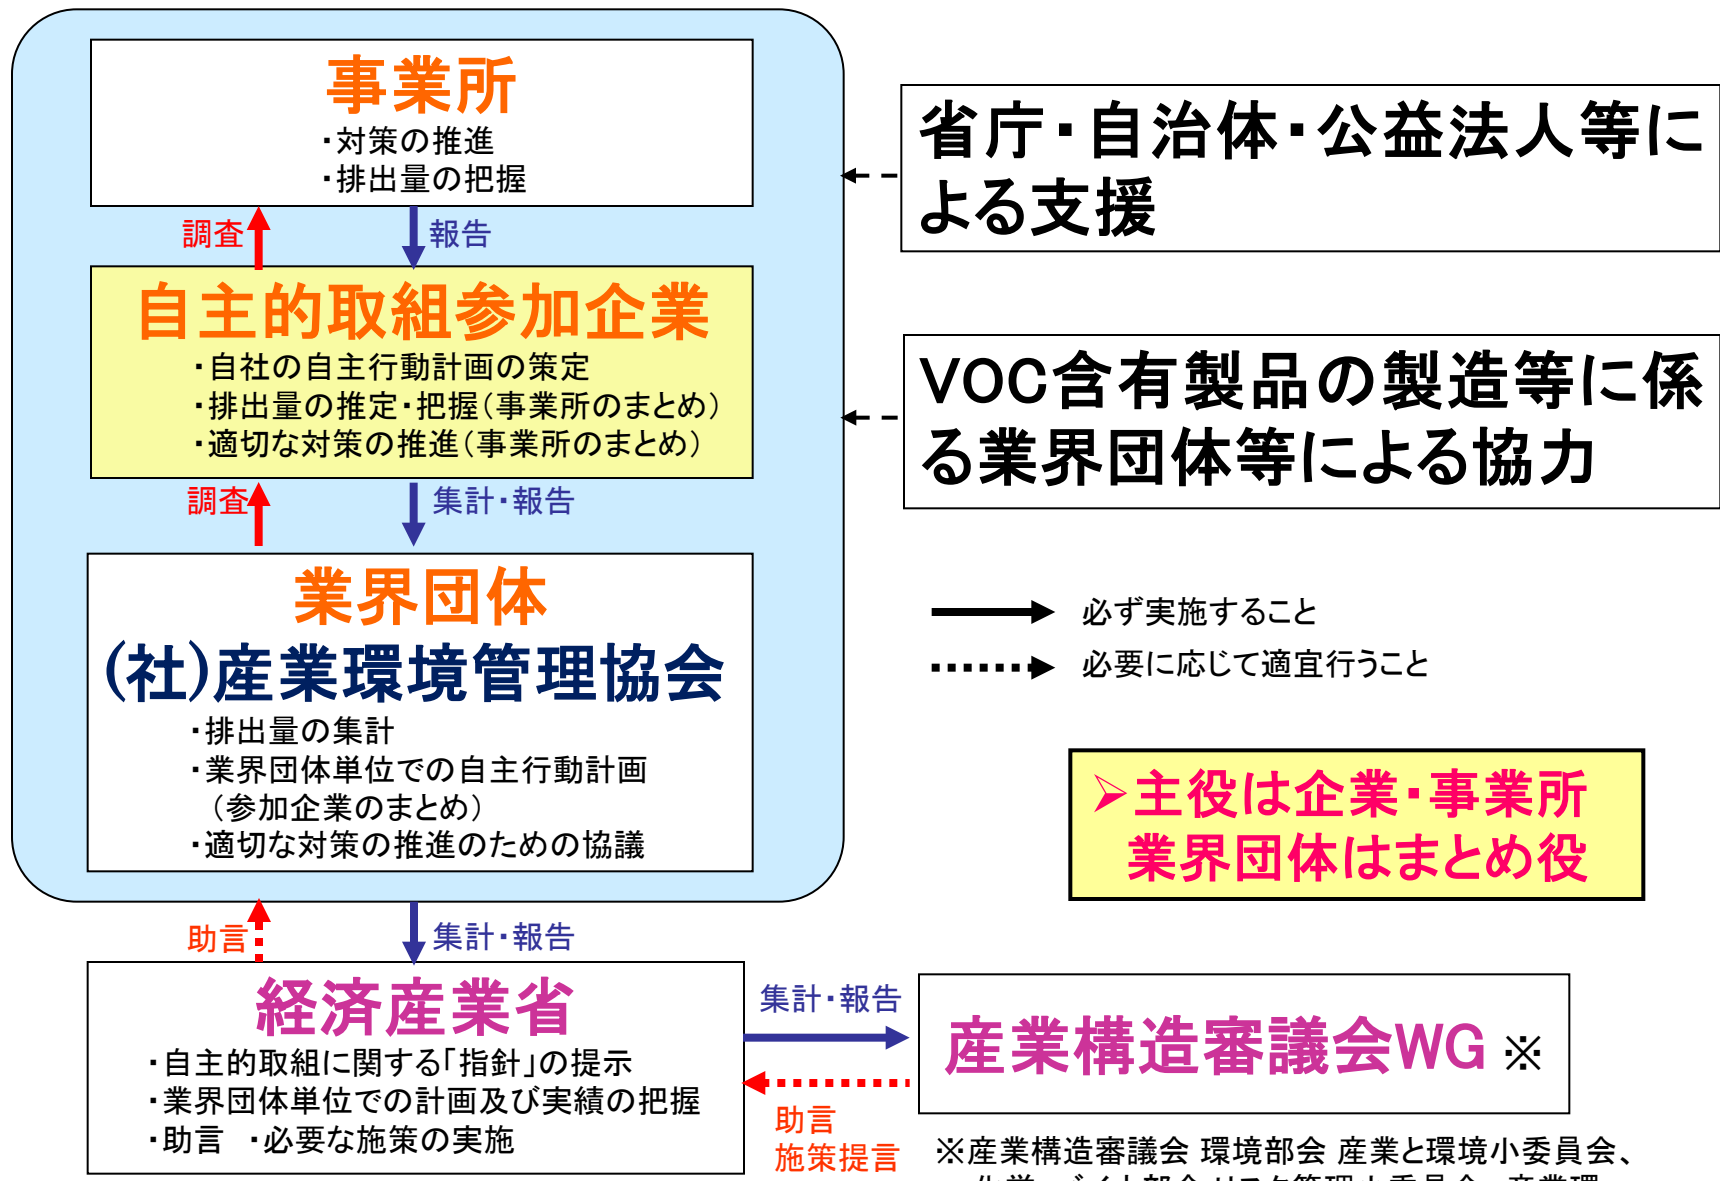 事業所
・対策の推進
・排出量の把握
調査
報告
自主的取組参加企業
・自社の自主行動計画の策定
・排出量の推定・把握（事業所のまとめ）
・適切な対策の推進（事業所のまとめ）
調査
集計・報告
業界団体
(社)産業環境管理協会
・排出量の集計
・業界団体単位での自主行動計画
（参加企業のまとめ）
・適切な対策の推進のための協議
助言
集計・報告
経済産業省
・自主的取組に関する「指針」の提示
・業界団体単位での計画及び実績の把握
・助言　・必要な施策の実施
省庁・自治体・公益法人等に
よる支援
VOC含有製品の製造等に係
る業界団体等による協力
必ず実施すること
必要に応じて適宜行うこと
➢主役は企業・事業所
業界団体はまとめ役
集計・報告
産業構造審議会WG ※
助言
施策提言
※産業構造審議会 環境部会 産業と環境小委員会、